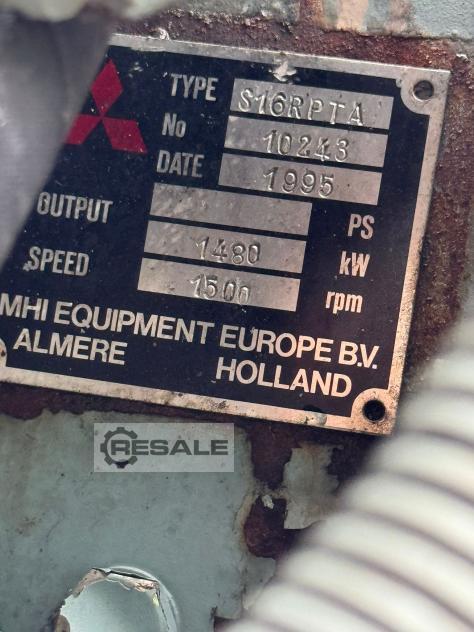 TYPE S16RPTA
No 10243
DATE 1995
OUTPUT PS
1480 kW
SPEED 1500 rpm
MHI EQUIPMENT EUROPE B.V.
ALMERE HOLLAND
RESALE